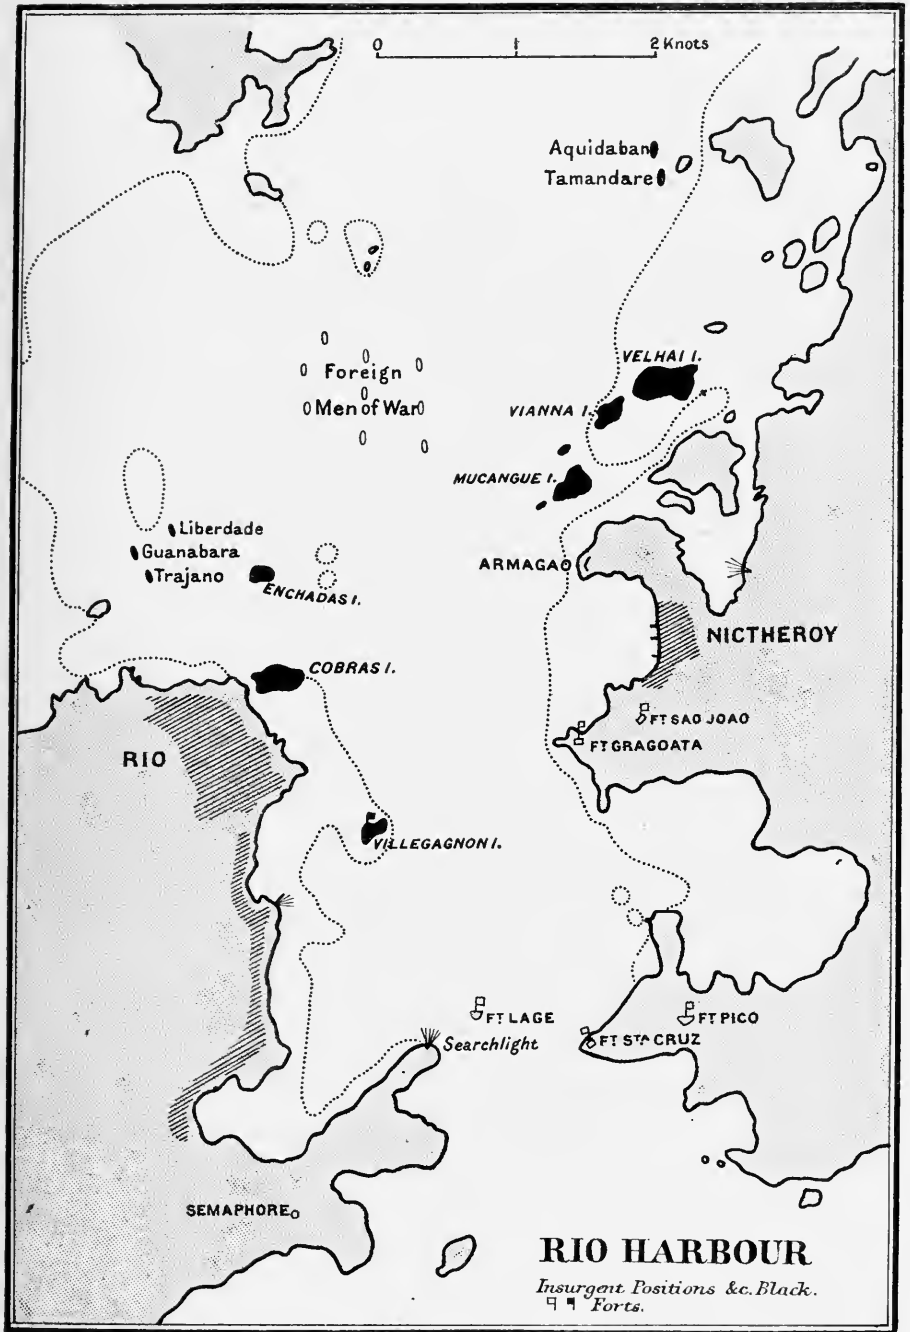 0 1 2 Knots
Aquidaban
Tamandare
VELHAI I.
Foreign
Men of War
VIANNA I.
MUCANGUE I.
Liberdade
Guanabara
Trajano
ENCHADAS I.
ARMAGAO
NICTHEROY
COBRAS I.
FT SAO JOAO
FT GRAGOATA
RIO
VILLEGAGNON I.
FT LAGE
FT PICO
Searchlight
FT STA CRUZ
SEMAPHORE
RIO HARBOUR
Insurgent Positions &c. Black.
Forts.